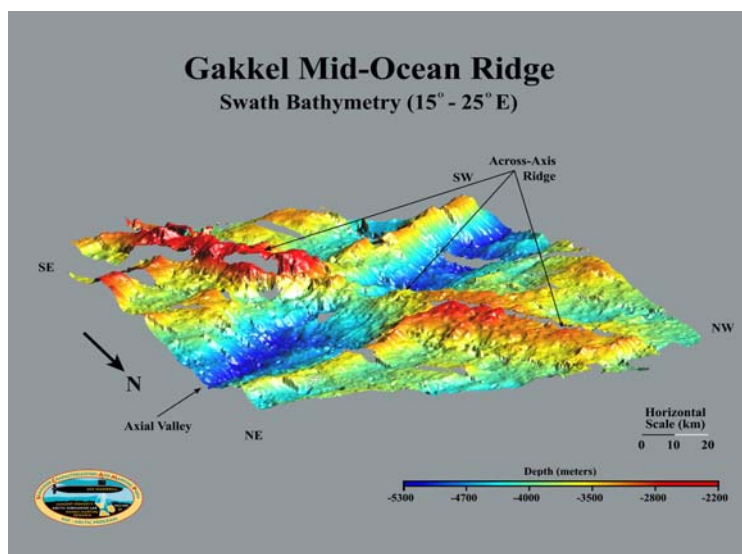 Gakkel Mid-Ocean Ridge
Swath Bathymetry (15° - 25° E)
Across-Axis
Ridge
SW
SE
NW
N
Axial Valley
NE
Horizontal
Scale (km)
0 10 20
Depth (meters)
-5300 -4700 -4000 -3500 -2800 -2200